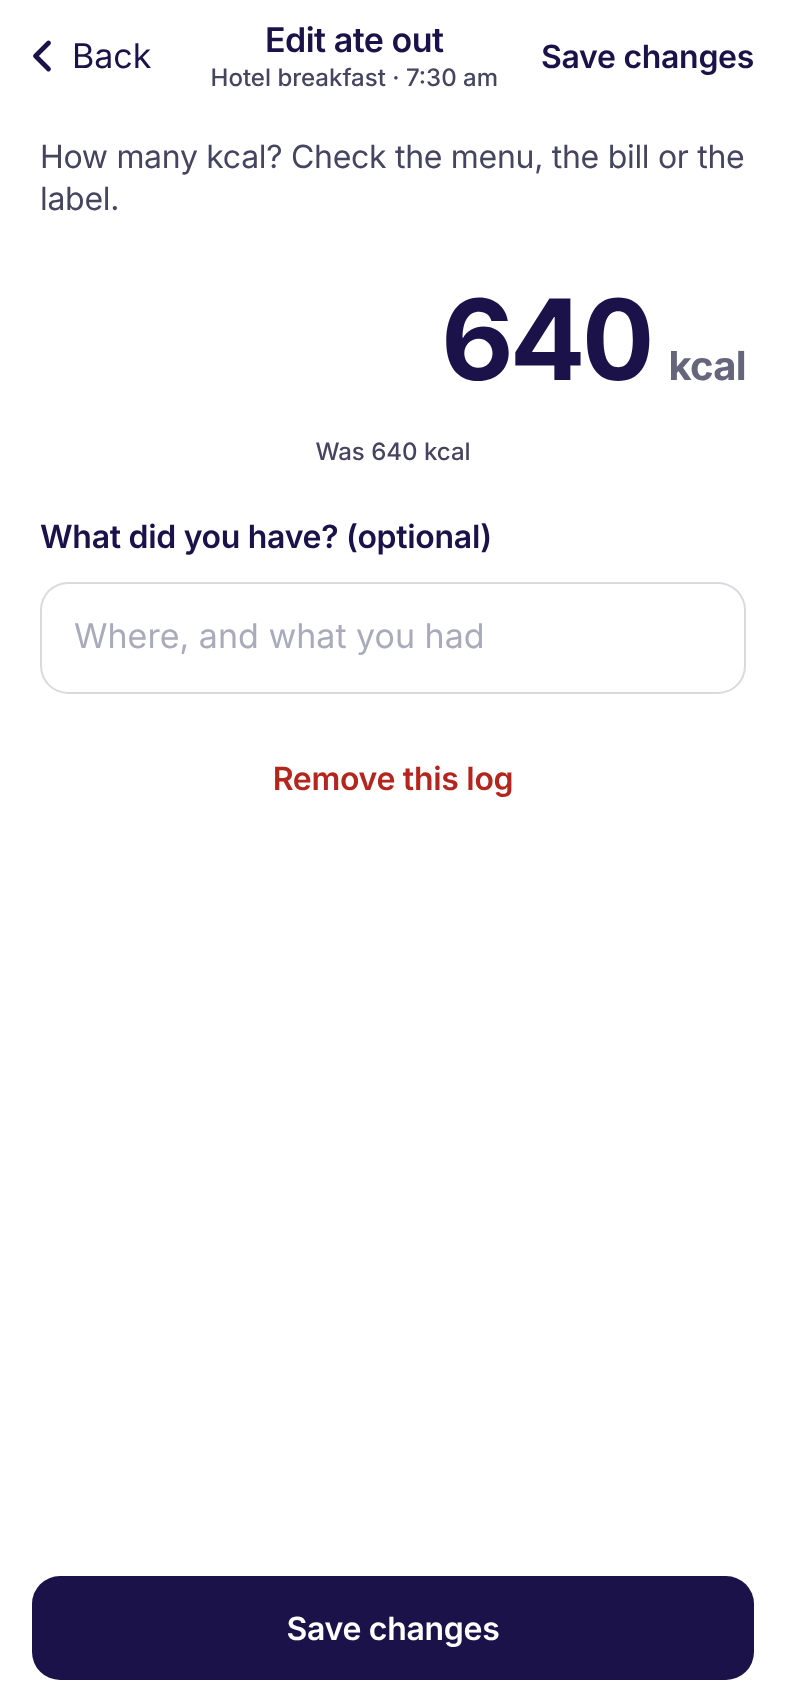 Back
Edit ate out
Hotel breakfast · 7:30 am
Save changes
How many kcal? Check the menu, the bill or the
label.
640 kcal
Was 640 kcal
What did you have? (optional)
Where, and what you had
Remove this log
Save changes